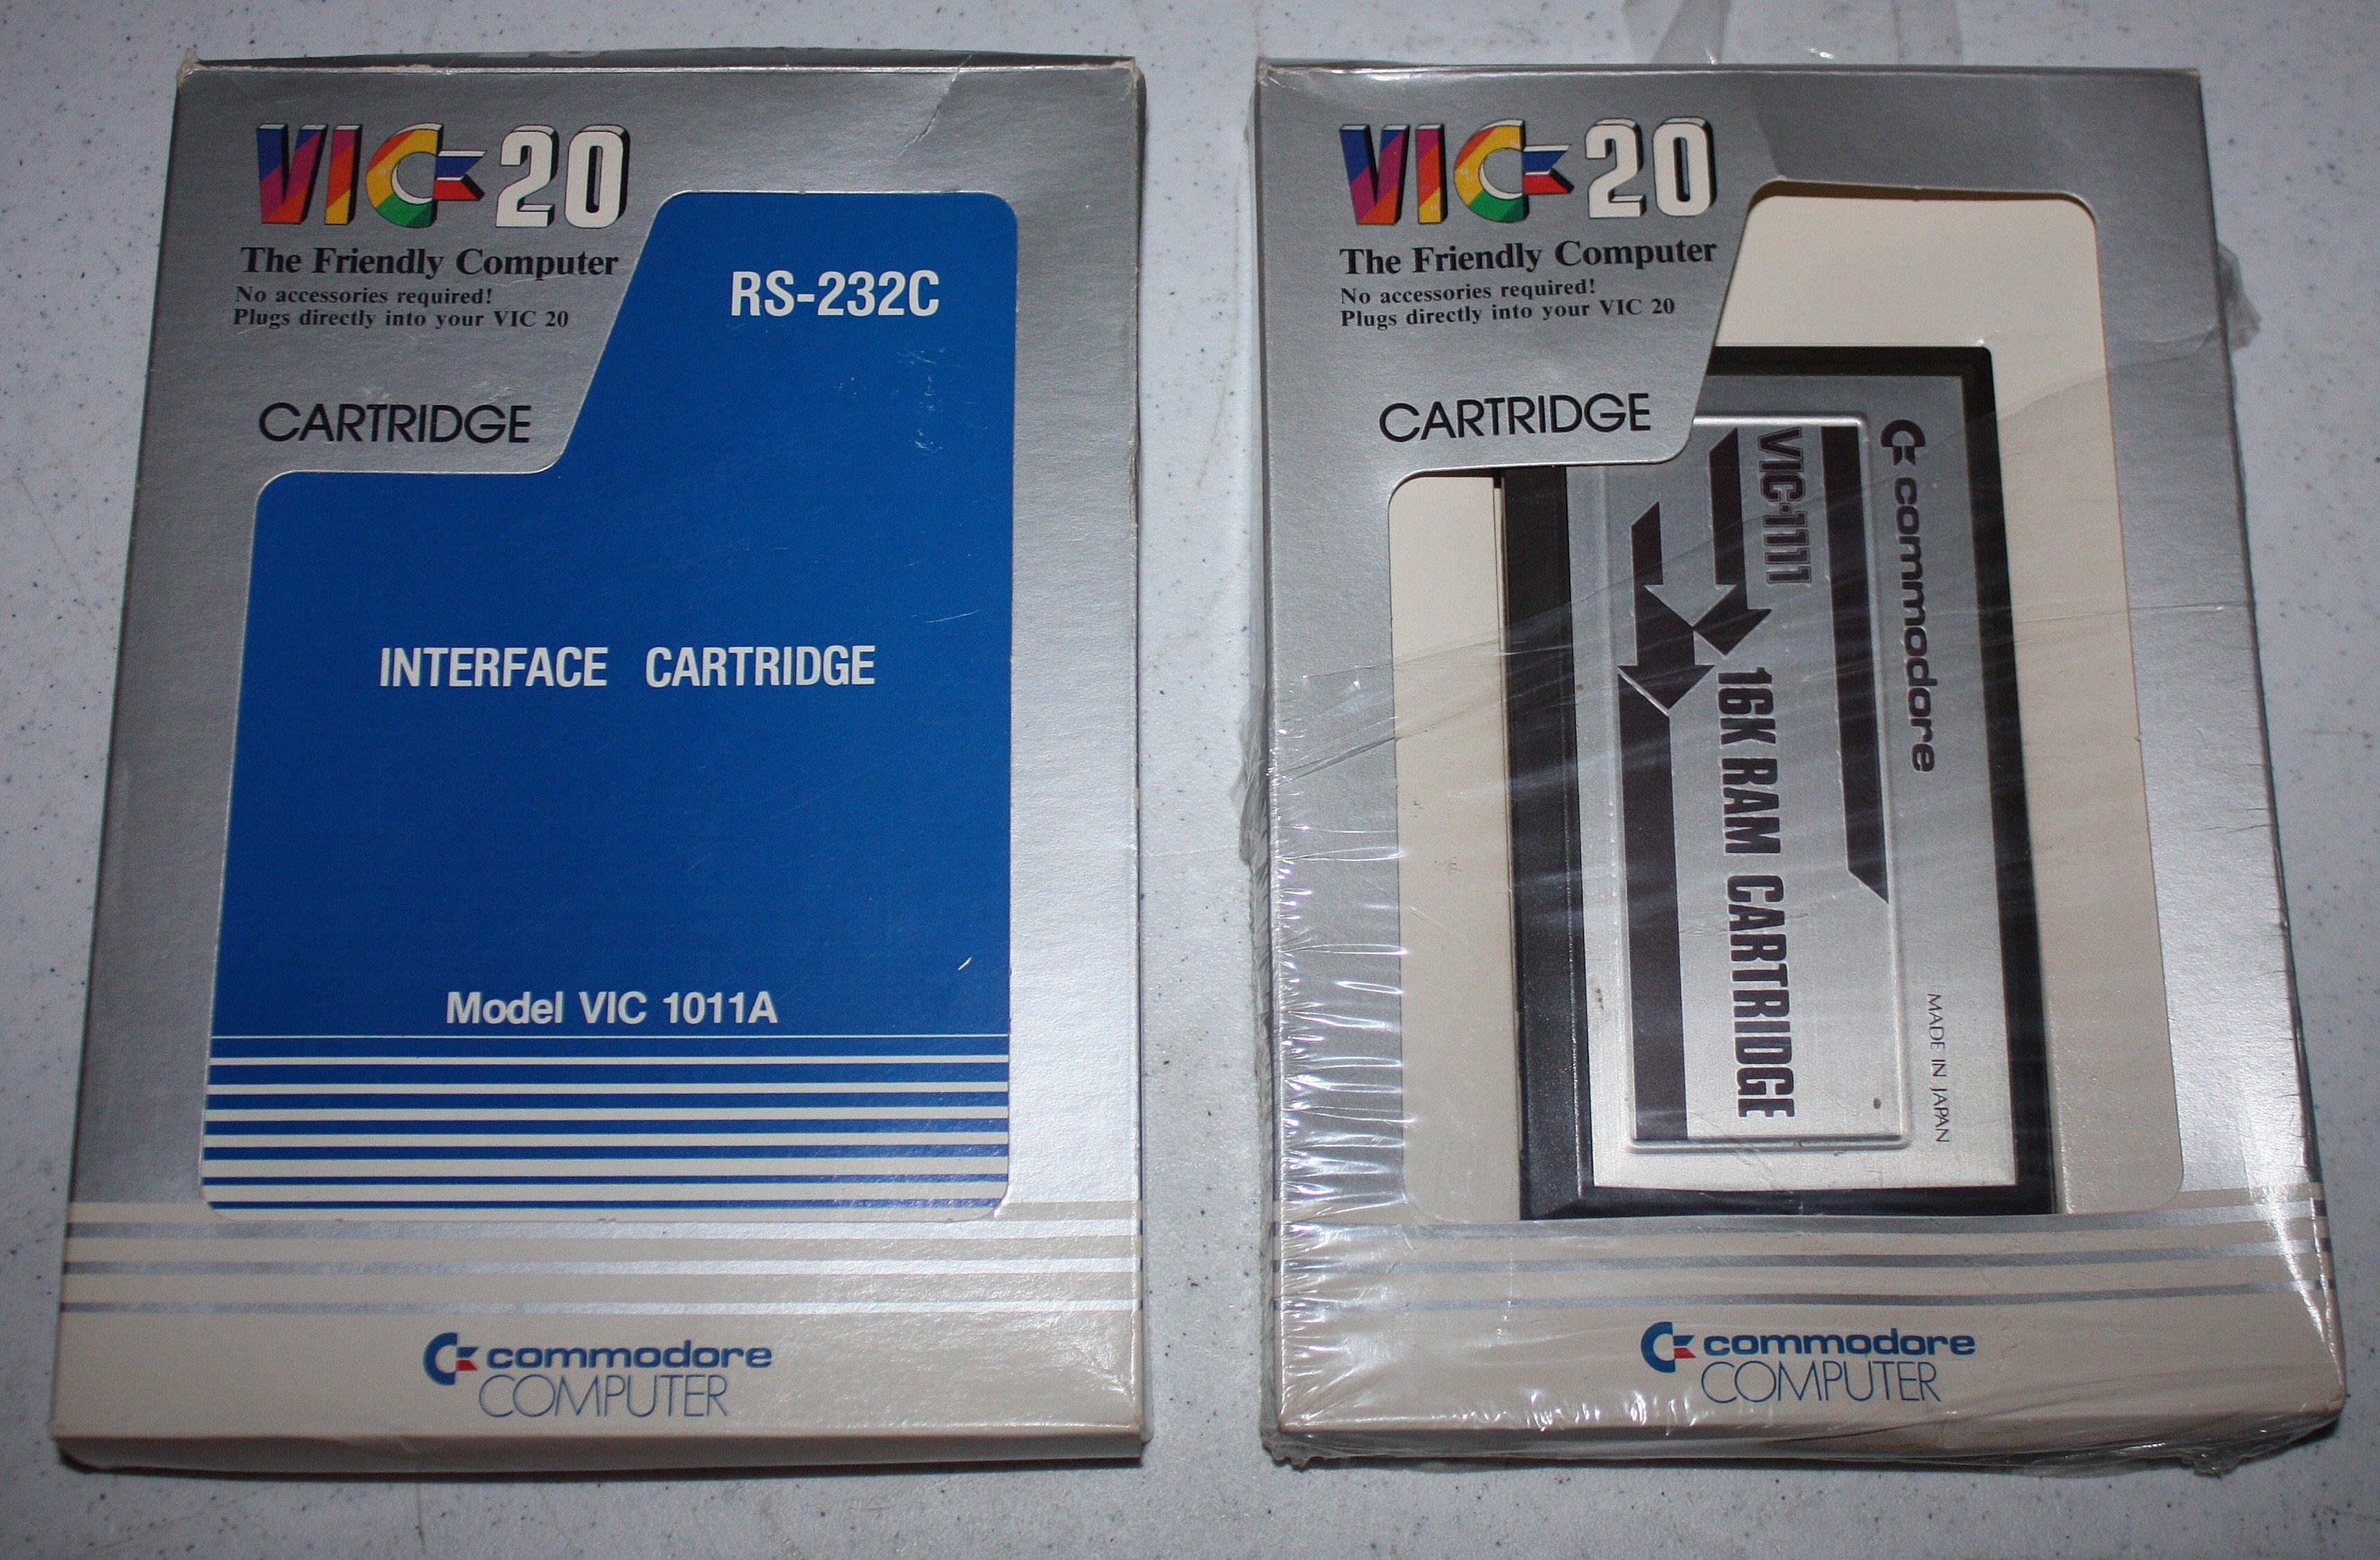 VIC-20
The Friendly Computer
No accessories required!
Plugs directly into your VIC 20
CARTRIDGE
RS-232C
INTERFACE CARTRIDGE
Model VIC 1011A
commodore
COMPUTER
VIC-20
The Friendly Computer
No accessories required!
Plugs directly into your VIC 20
CARTRIDGE
commodore
MADE IN JAPAN
VIC-1111
16K RAM CARTRIDGE
commodore
COMPUTER